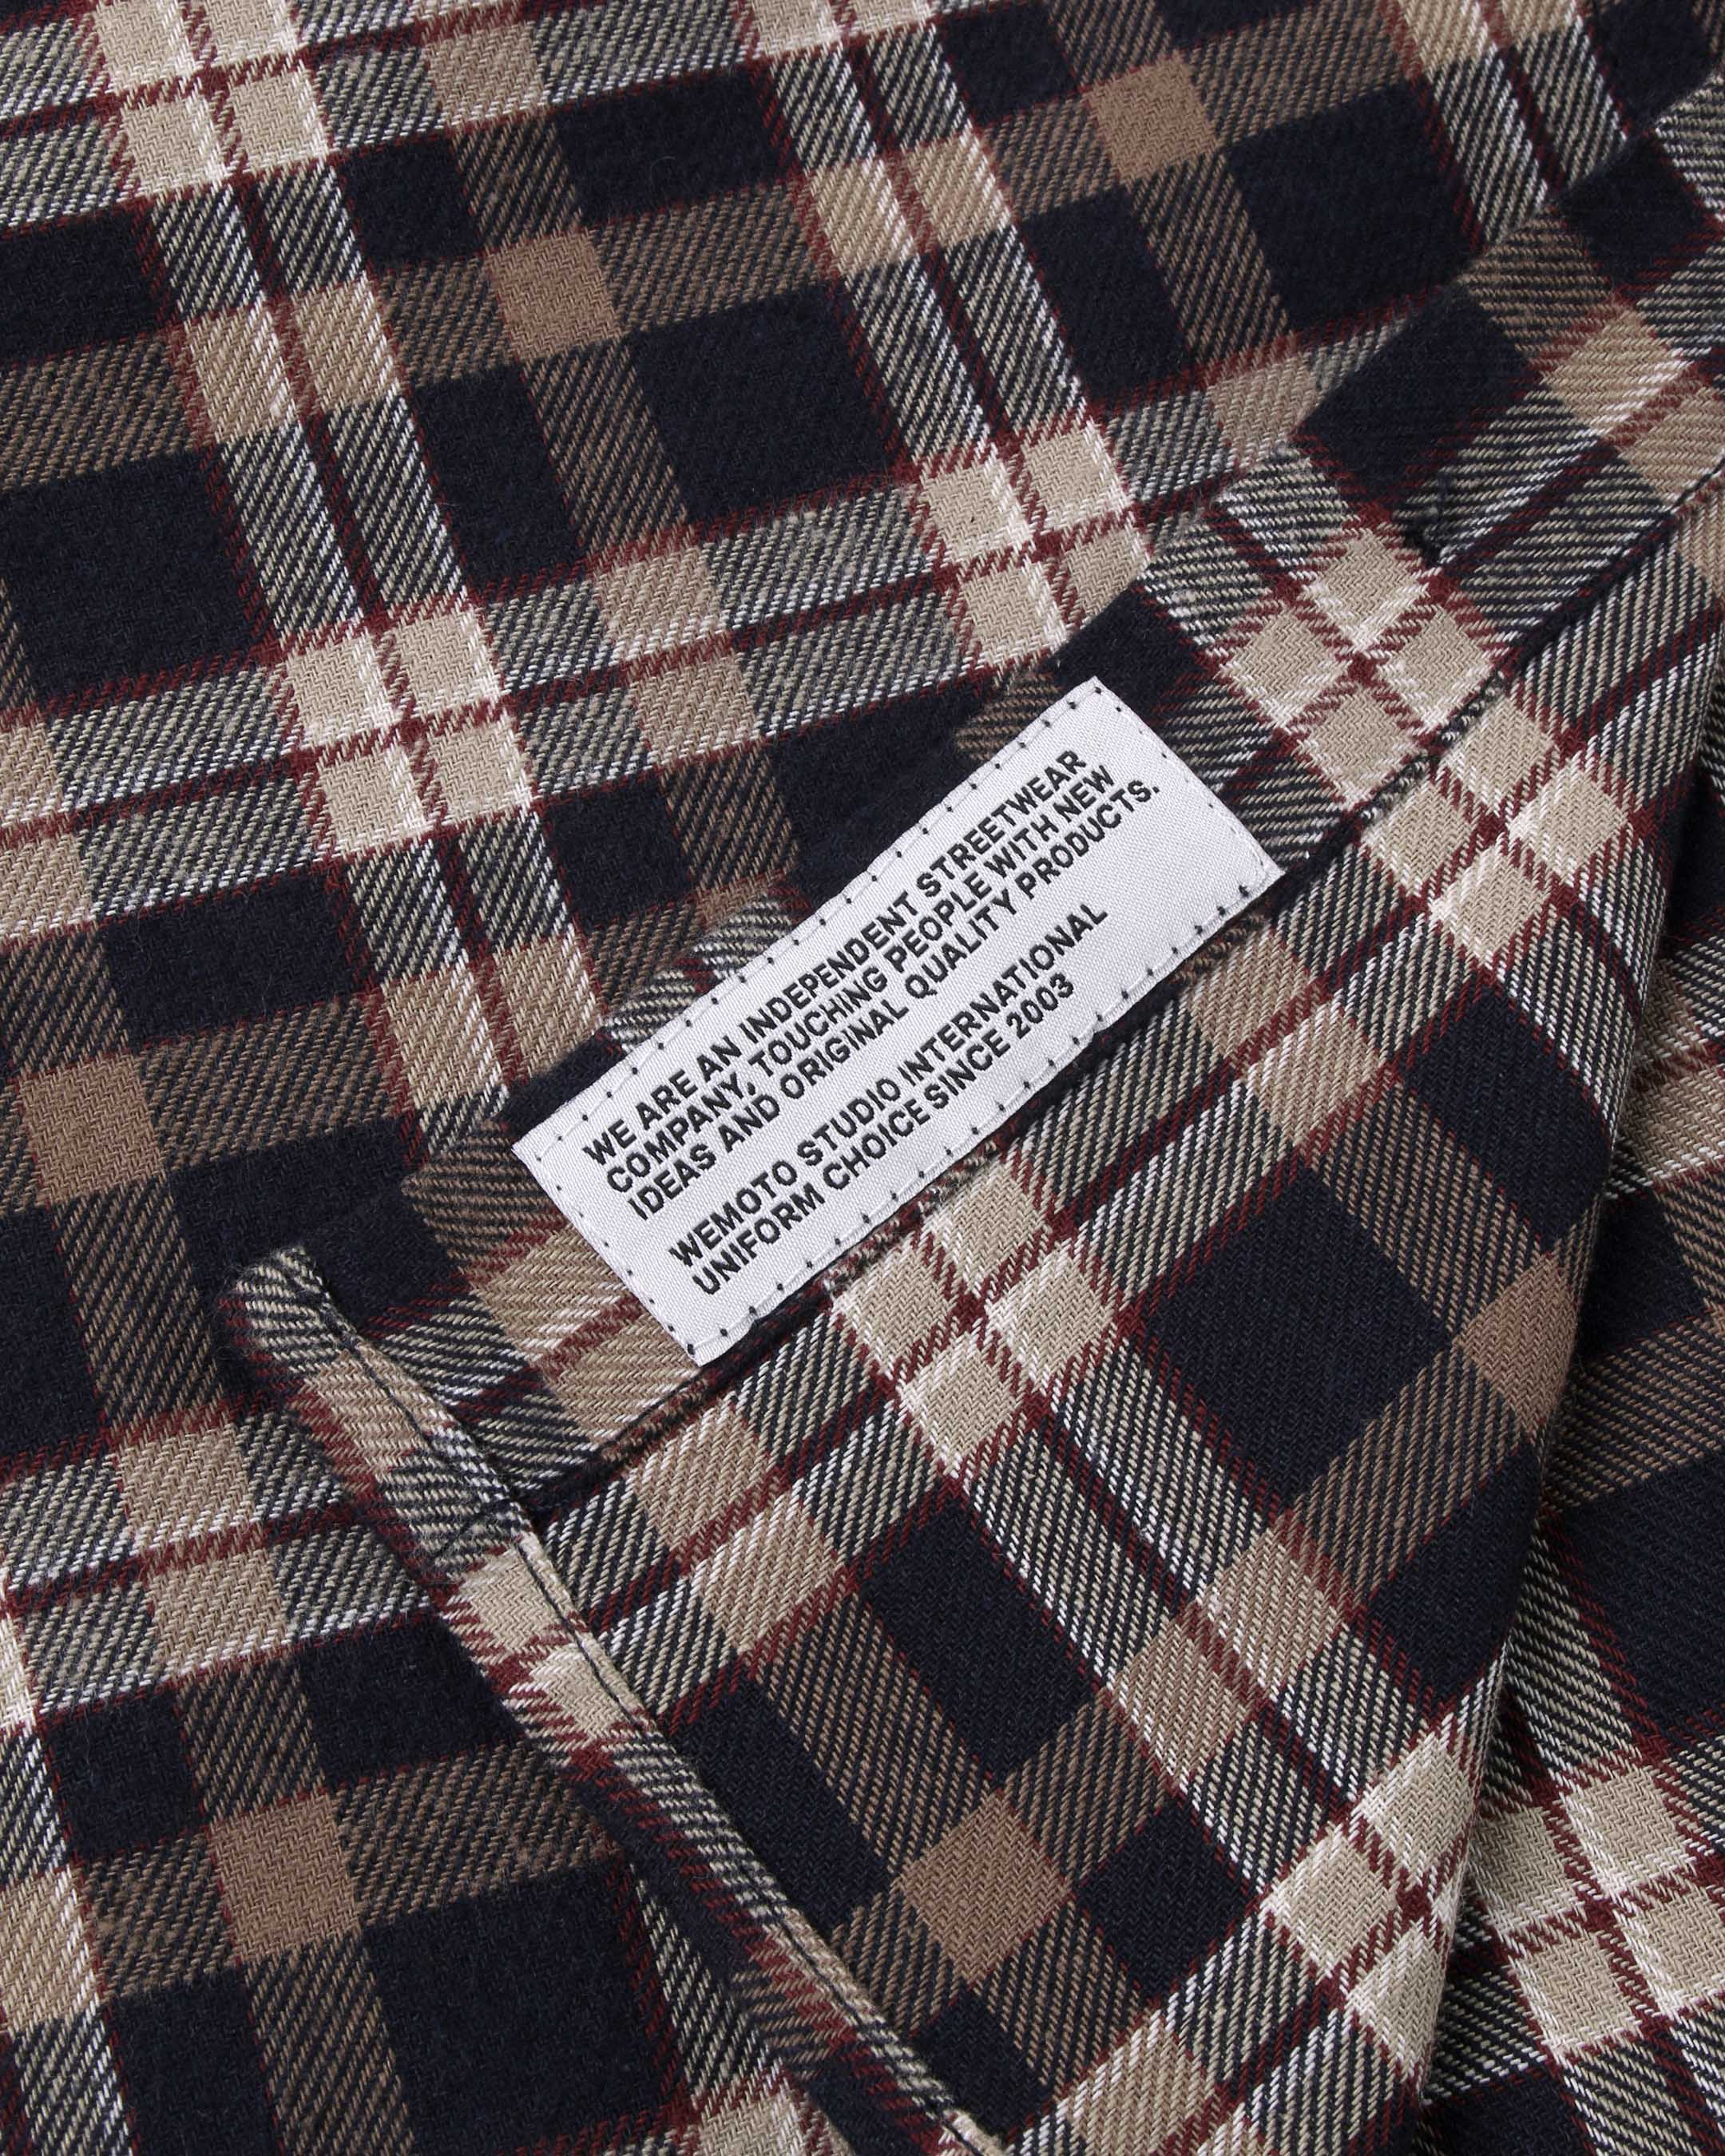 WE ARE AN INDEPENDENT STREETWEAR
COMPANY, TOUCHING PEOPLE WITH NEW
IDEAS AND ORIGINAL QUALITY PRODUCTS.
WEMOTO STUDIO INTERNATIONAL
UNIFORM CHOICE SINCE 2003